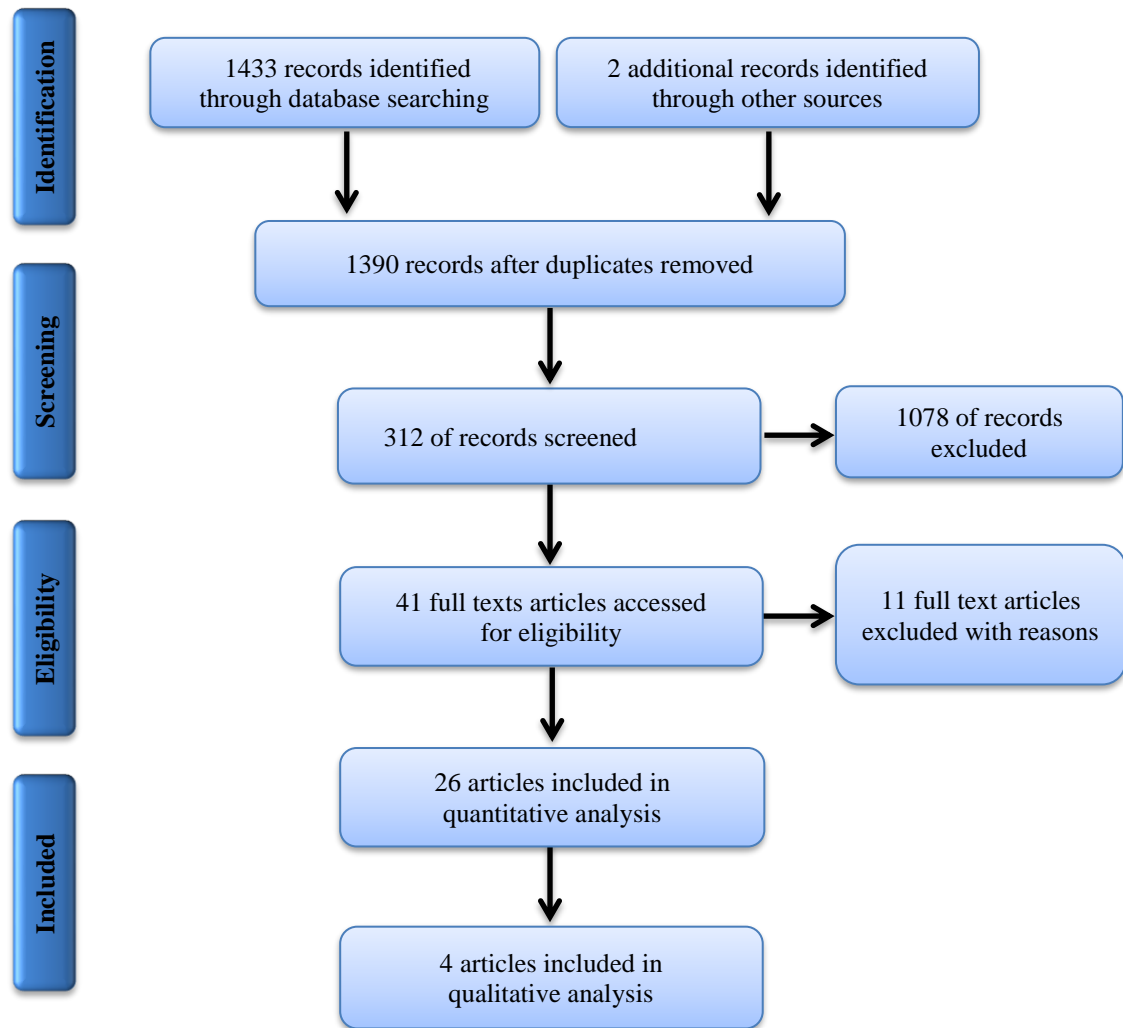 Identification
1433 records identified
through database searching
2 additional records identified
through other sources
1390 records after duplicates removed
Screening
312 of records screened
1078 of records
excluded
Eligibility
41 full texts articles accessed
for eligibility
11 full text articles
excluded with reasons
Included
26 articles included in
quantitative analysis
4 articles included in
qualitative analysis